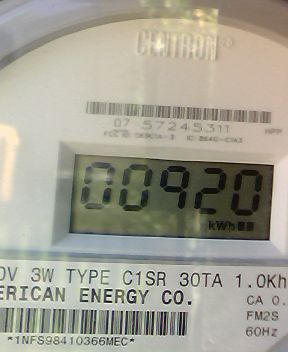 CENTRON®
07 57245311
00920
kWh
0V 3W TYPE C1SR 30TA 1.0Kh
ERICAN ENERGY CO.
CA 0.
FM2S
60Hz
*1NFS98410366MEC*